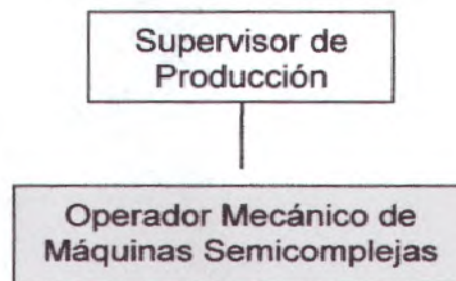 Supervisor de
Producción
Operador Mecánico de
Máquinas Semicomplejas